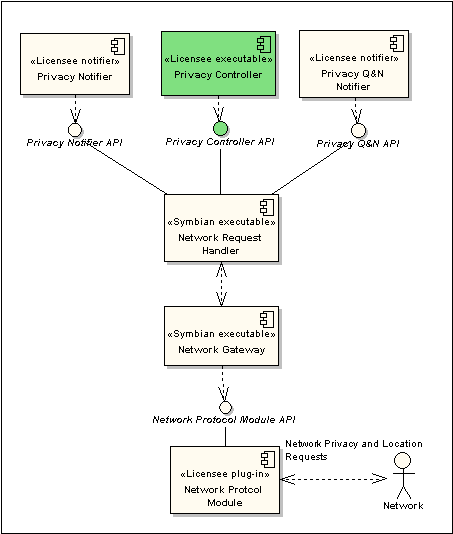 «Licensee notifier»
Privacy Notifier
«Licensee executable»
Privacy Controller
«Licensee notifier»
Privacy Q&N
Notifier
Privacy Notifier API
Privacy Controller API
Privacy Q&N API
«Symbian executable»
Network Request
Handler
«Symbian executable»
Network Gateway
Network Protocol Module API
«Licensee plug-in»
Network Protcol
Module
Network Privacy and Location
Requests
Network